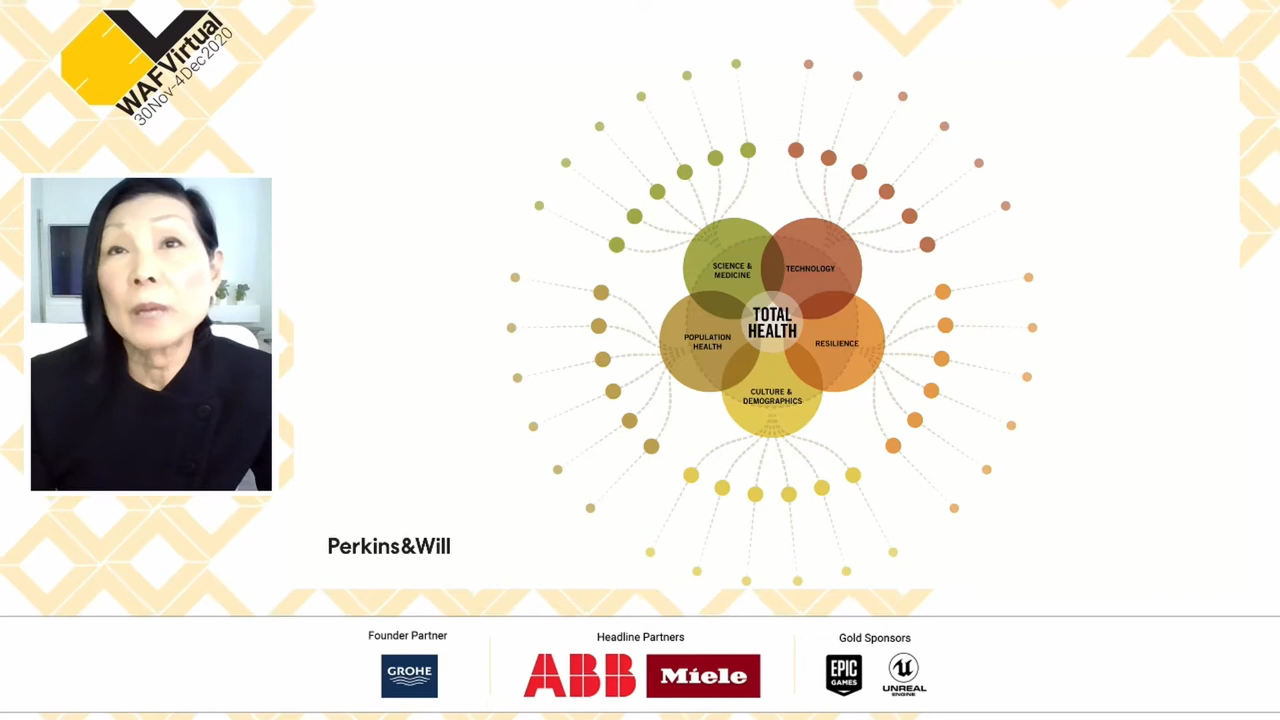 WAFVirtual
30Nov-4Dec2020
SCIENCE &
MEDICINE
TECHNOLOGY
TOTAL
HEALTH
POPULATION
HEALTH
RESILIENCE
CULTURE &
DEMOGRAPHICS
Perkins&Will
Founder Partner
Headline Partners
Gold Sponsors
GROHE
ABB
Miele
EPIC
GAMES
UNREAL
ENGINE